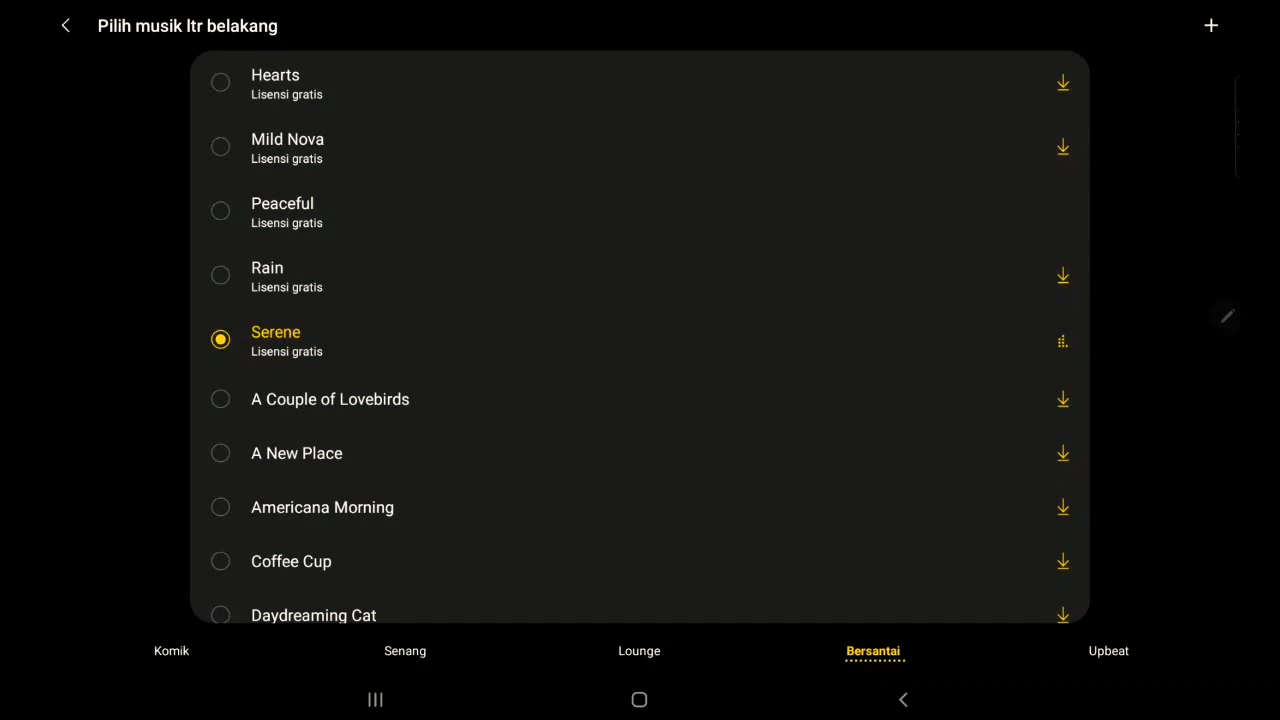 Pilih musik ltr belakang
Hearts
Lisensi gratis
Mild Nova
Lisensi gratis
Peaceful
Lisensi gratis
Rain
Lisensi gratis
Serene
Lisensi gratis
A Couple of Lovebirds
A New Place
Americana Morning
Coffee Cup
Daydreaming Cat
Komik Senang Lounge Bersantai Upbeat